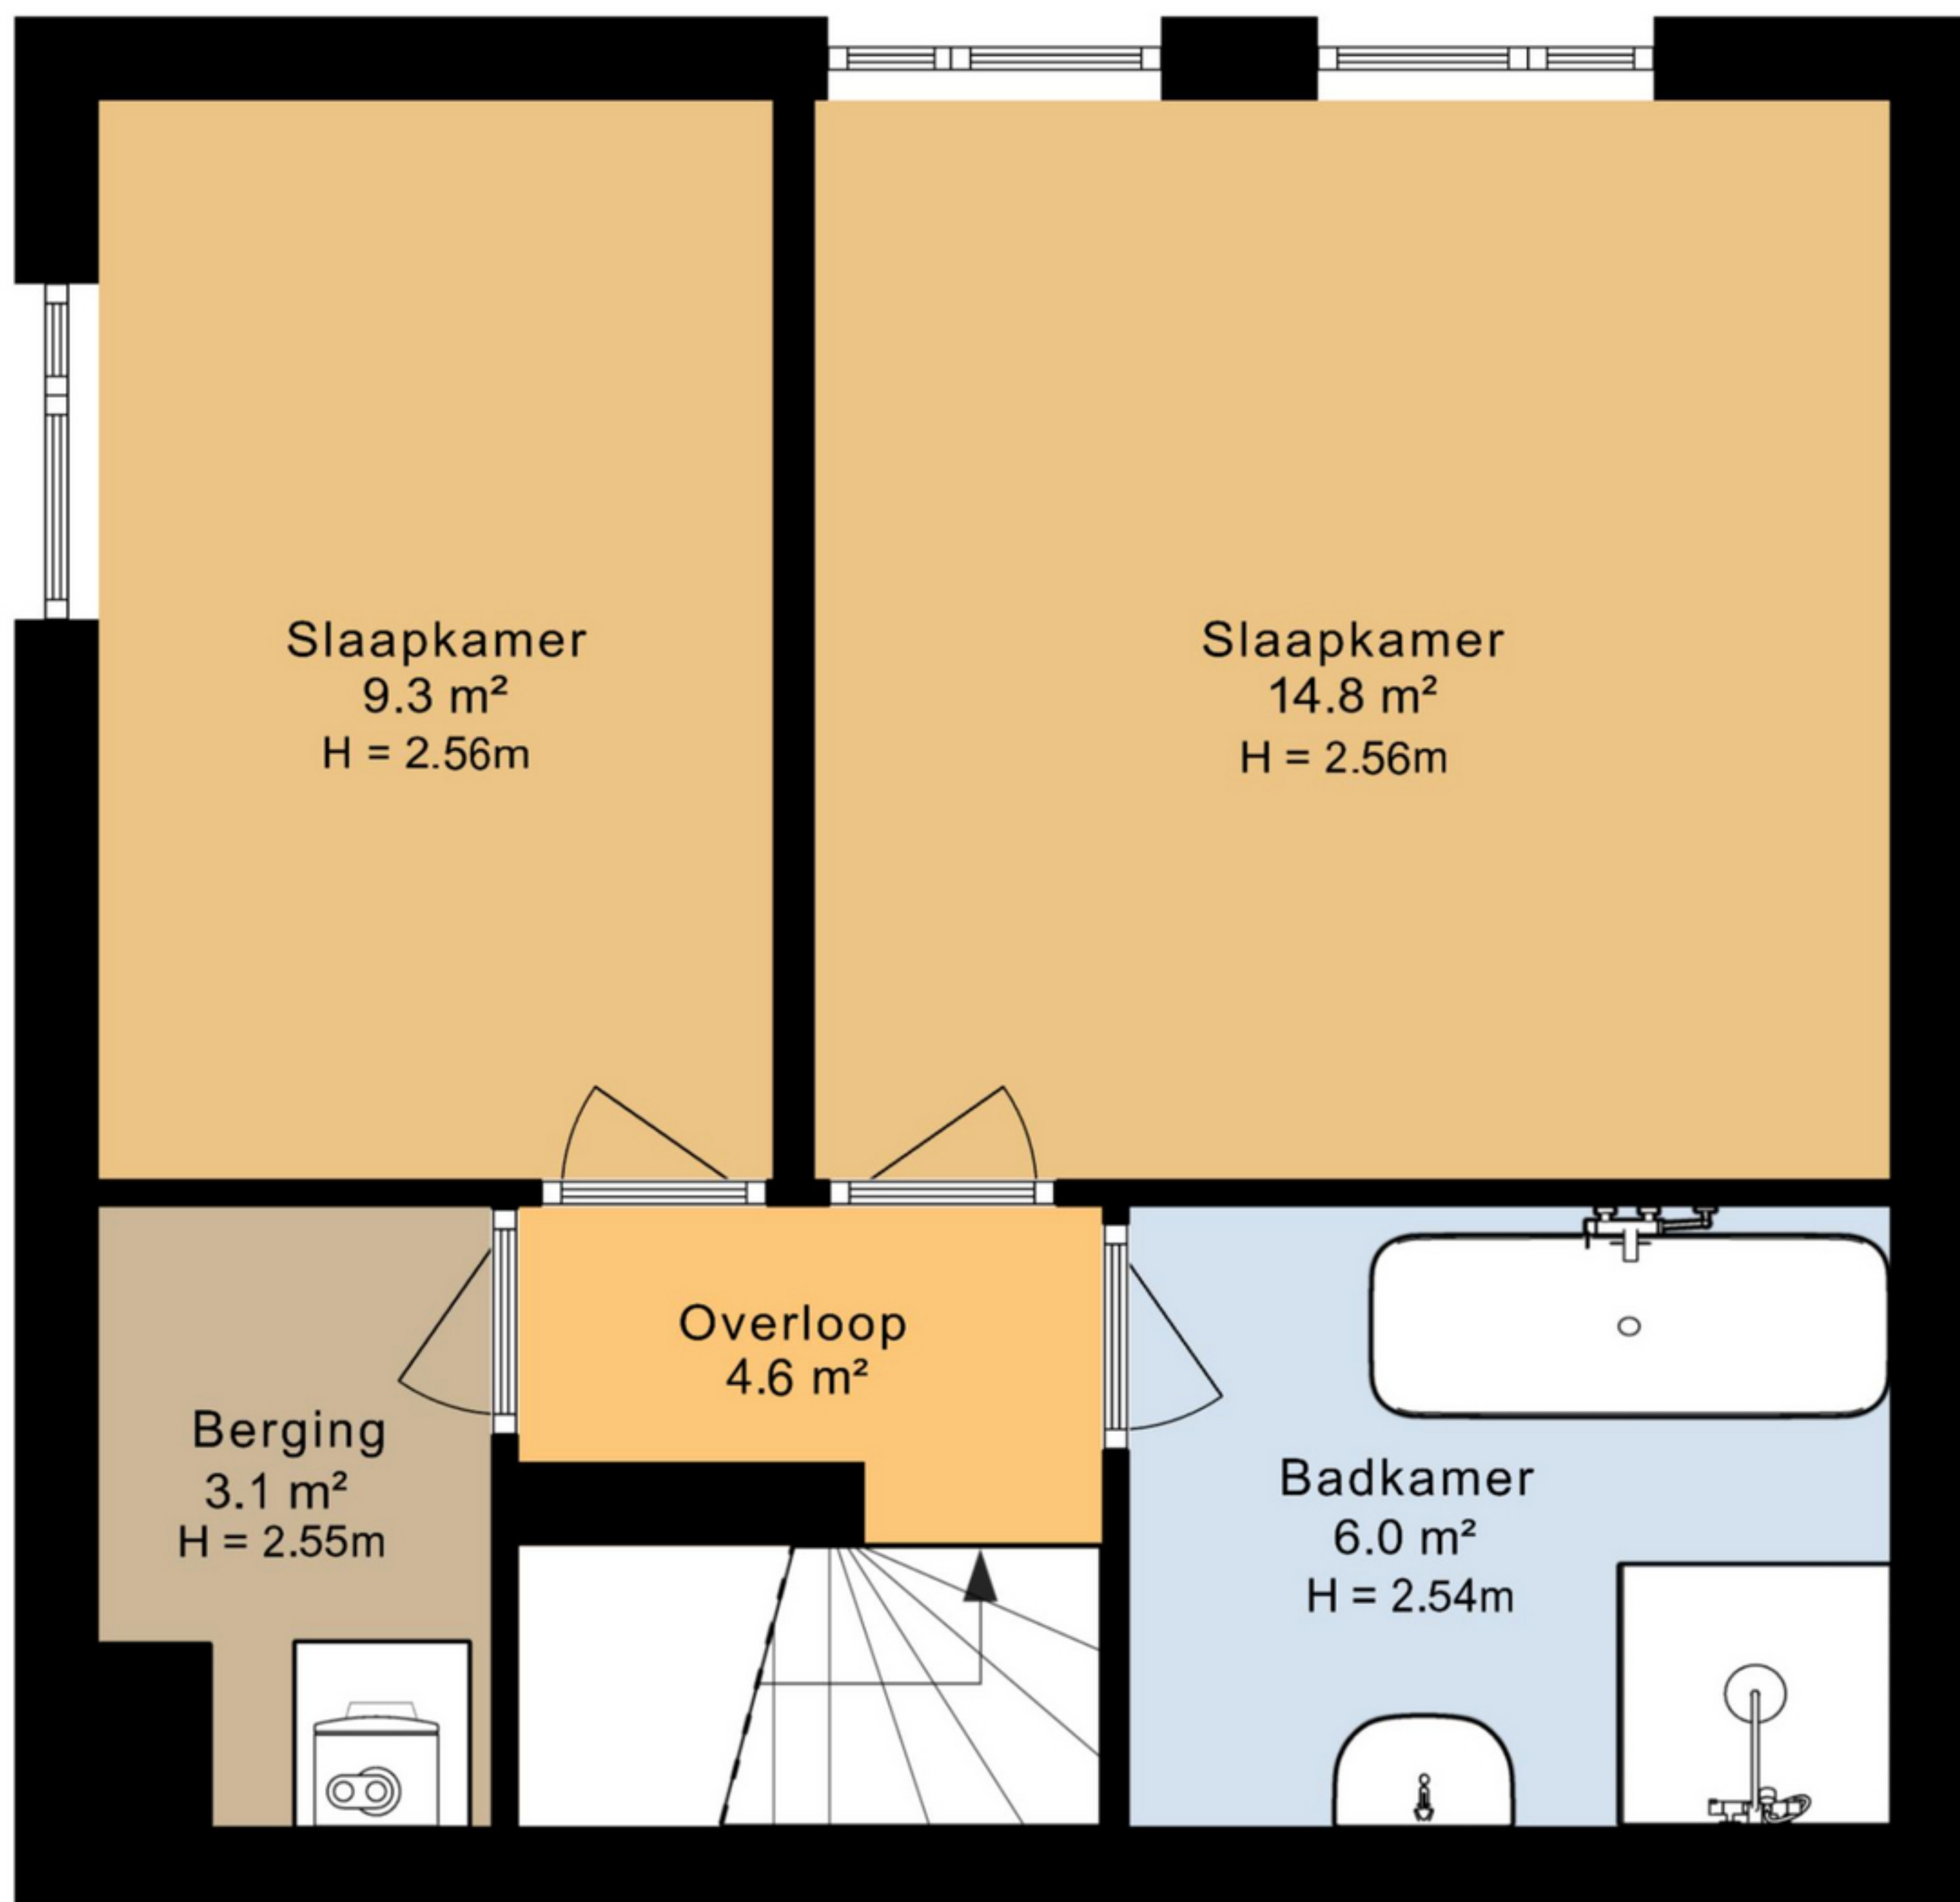 Slaapkamer
9.3 m²
H = 2.56m
Slaapkamer
14.8 m²
H = 2.56m
Overloop
4.6 m²
Berging
3.1 m²
H = 2.55m
Badkamer
6.0 m²
H = 2.54m